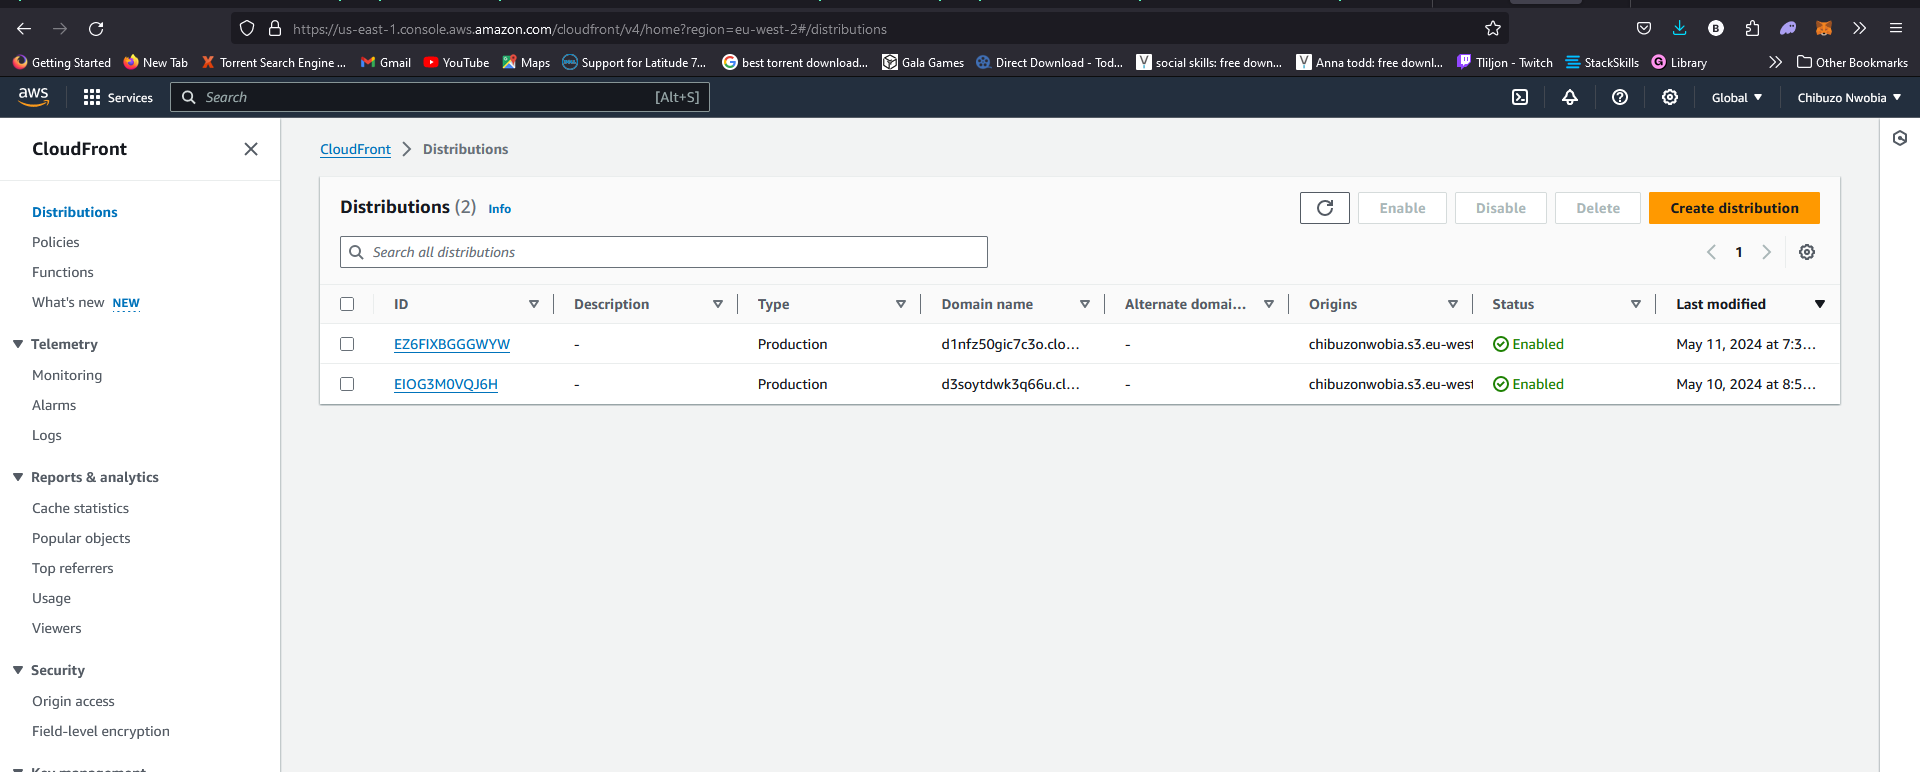 https://us-east-1.console.aws.amazon.com/cloudfront/v4/home?region=eu-west-2#/distributions
Getting Started New Tab Torrent Search Engine ... Gmail YouTube Maps Support for Latitude 7... best torrent download... Gala Games Direct Download - Tod... social skills: free down... Anna todd: free downl... Tliljon - Twitch StackSkills Library Other Bookmarks
aws Services Search [Alt+S] Global Chibuzo Nwobia
CloudFront
Distributions
Policies
Functions
What's new NEW
Telemetry
Monitoring
Alarms
Logs
Reports & analytics
Cache statistics
Popular objects
Top referrers
Usage
Viewers
Security
Origin access
Field-level encryption
Key management
CloudFront Distributions
Distributions (2) Info Enable Disable Delete Create distribution
Search all distributions 1
ID Description Type Domain name Alternate domai... Origins Status Last modified
EZ6FIXBGGGWYW - Production d1nfz50gic7c3o.clo... - chibuzonwobia.s3.eu-west Enabled May 11, 2024 at 7:3...
EIOG3M0VQJ6H - Production d3soytdwk3q66u.cl... - chibuzonwobia.s3.eu-west Enabled May 10, 2024 at 8:5...